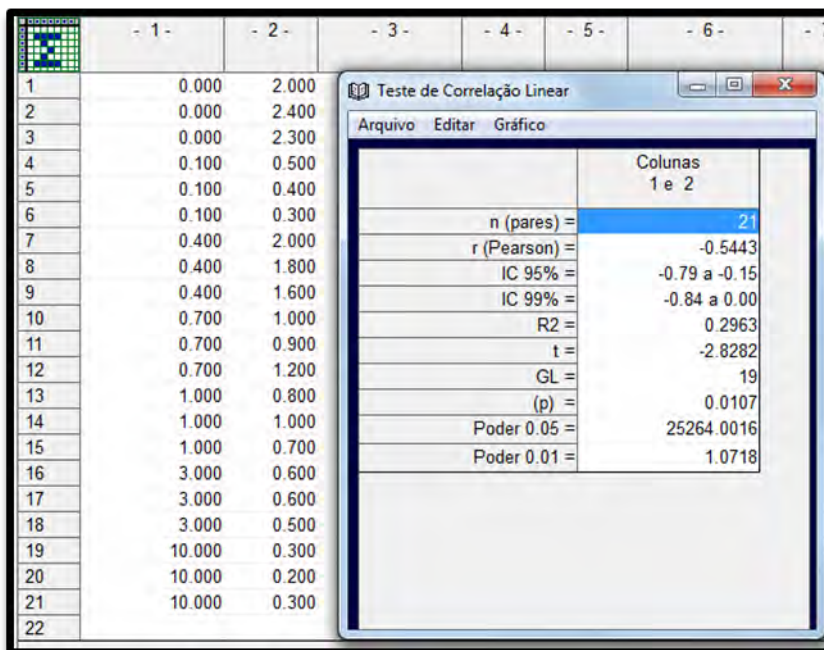 - 1 - - 2 - - 3 - - 4 - - 5 - - 6 -
1 0.000 2.000
2 0.000 2.400
3 0.000 2.300
4 0.100 0.500
5 0.100 0.400
6 0.100 0.300
7 0.400 2.000
8 0.400 1.800
9 0.400 1.600
10 0.700 1.000
11 0.700 0.900
12 0.700 1.200
13 1.000 0.800
14 1.000 1.000
15 1.000 0.700
16 3.000 0.600
17 3.000 0.600
18 3.000 0.500
19 10.000 0.300
20 10.000 0.200
21 10.000 0.300
22
Teste de Correlação Linear
Arquivo Editar Gráfico
Colunas
1 e 2
n (pares) = 21
r (Pearson) = -0.5443
IC 95% = -0.79 a -0.15
IC 99% = -0.84 a 0.00
R2 = 0.2963
t = -2.8282
GL = 19
(p) = 0.0107
Poder 0.05 = 25264.0016
Poder 0.01 = 1.0718